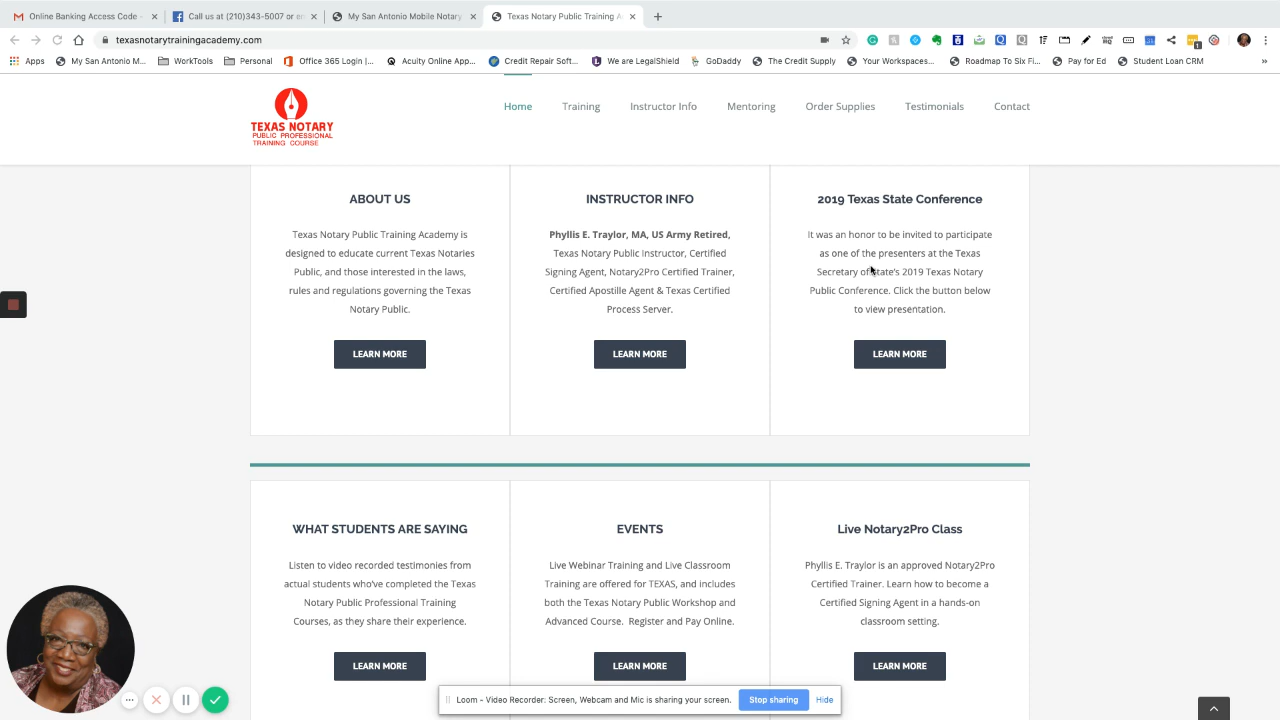 Online Banking Access Code -
Call us at (210)343-5007 or en
My San Antonio Mobile Notary
Texas Notary Public Training A
texasnotarytrainingacademy.com
Apps
My San Antonio M...
WorkTools
Personal
Office 365 Login |...
Acuity Online App...
Credit Repair Soft...
We are LegalShield
GoDaddy
The Credit Supply
Your Workspaces...
Roadmap To Six Fi...
Pay for Ed
Student Loan CRM
»
TEXAS NOTARY
PUBLIC PROFESSIONAL
TRAINING COURSE
Home
Training
Instructor Info
Mentoring
Order Supplies
Testimonials
Contact
ABOUT US
Texas Notary Public Training Academy is
designed to educate current Texas Notaries
Public, and those interested in the laws,
rules and regulations governing the Texas
Notary Public.
LEARN MORE
INSTRUCTOR INFO
Phyllis E. Traylor, MA, US Army Retired,
Texas Notary Public Instructor, Certified
Signing Agent, Notary2Pro Certified Trainer,
Certified Apostille Agent & Texas Certified
Process Server.
LEARN MORE
2019 Texas State Conference
It was an honor to be invited to participate
as one of the presenters at the Texas
Secretary of State's 2019 Texas Notary
Public Conference. Click the button below
to view presentation.
LEARN MORE
WHAT STUDENTS ARE SAYING
Listen to video recorded testimonies from
actual students who've completed the Texas
Notary Public Professional Training
Courses, as they share their experience.
LEARN MORE
EVENTS
Live Webinar Training and Live Classroom
Training are offered for TEXAS, and includes
both the Texas Notary Public Workshop and
Advanced Course. Register and Pay Online.
LEARN MORE
Live Notary2Pro Class
Phyllis E. Traylor is an approved Notary2Pro
Certified Trainer. Learn how to become a
Certified Signing Agent in a hands-on
classroom setting.
LEARN MORE
Loom – Video Recorder: Screen, Webcam and Mic is sharing your screen.
Stop sharing
Hide